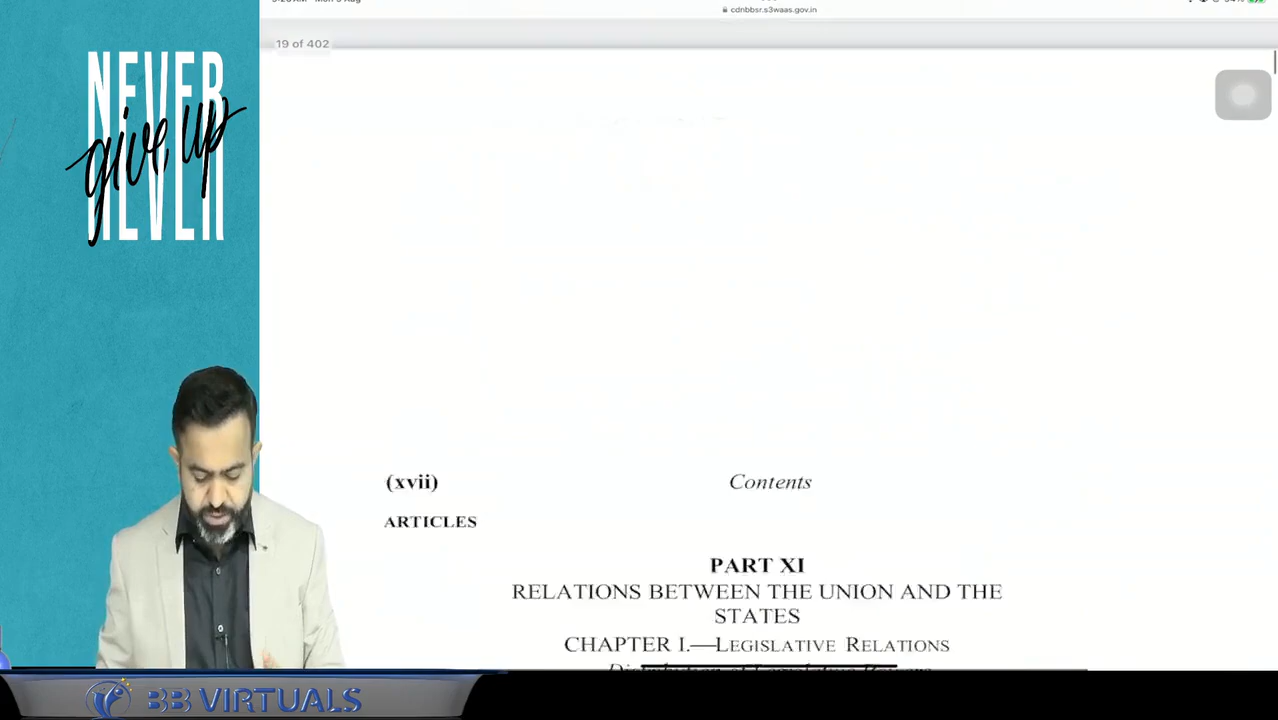 cdnbbsr.s3waas.gov.in
19 of 402
NEVER
give up
NEVER
(xvii)
Contents
ARTICLES
PART XI
RELATIONS BETWEEN THE UNION AND THE
STATES
CHAPTER I.—LEGISLATIVE RELATIONS
BB VIRTUALS